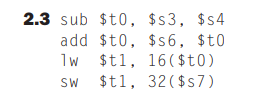 2.3 sub $t0, $s3, $s4
add $t0, $s6, $t0
lw $t1, 16($t0)
sw $t1, 32($s7)